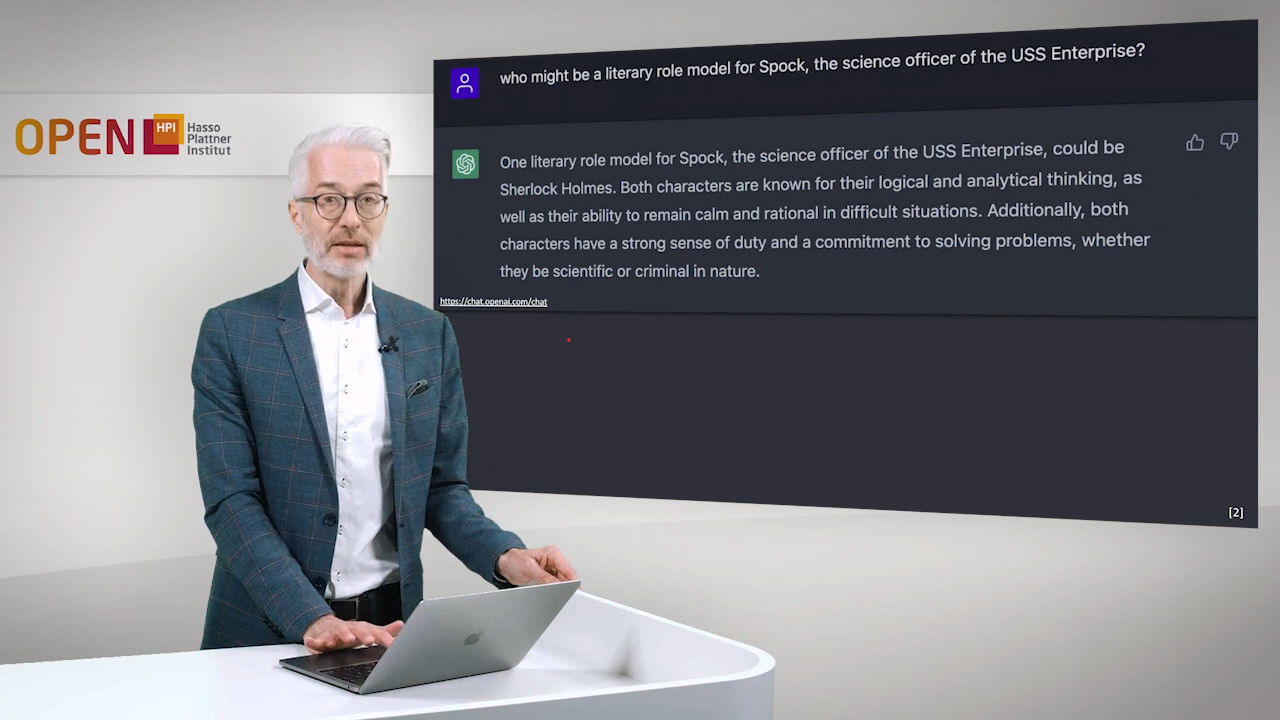 OPEN HPI Hasso
Plattner
Institut
who might be a literary role model for Spock, the science officer of the USS Enterprise?
One literary role model for Spock, the science officer of the USS Enterprise, could be
Sherlock Holmes. Both characters are known for their logical and analytical thinking, as
well as their ability to remain calm and rational in difficult situations. Additionally, both
characters have a strong sense of duty and a commitment to solving problems, whether
they be scientific or criminal in nature.
https://chat.openai.com/chat
[2]